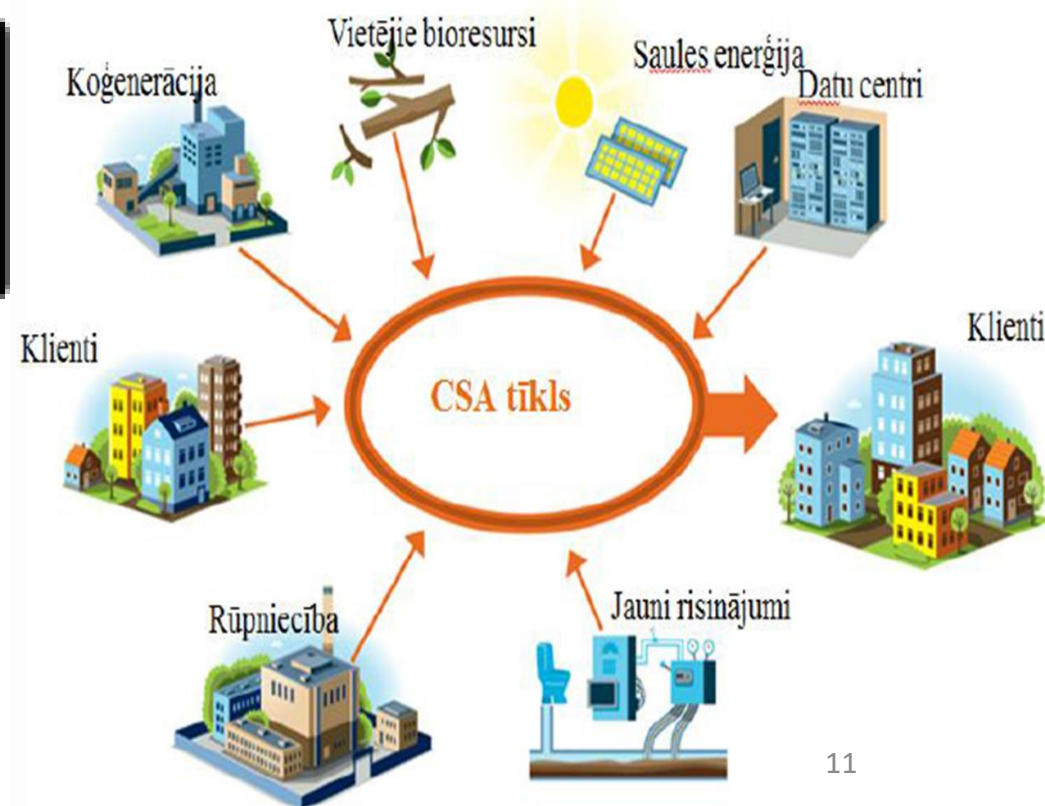 Vietējie bioresursi
Saules enerģija
Koģenerācija
Datu centri
Klienti
Klienti
CSA tīkls
Rūpniecība
Jauni risinājumi
11